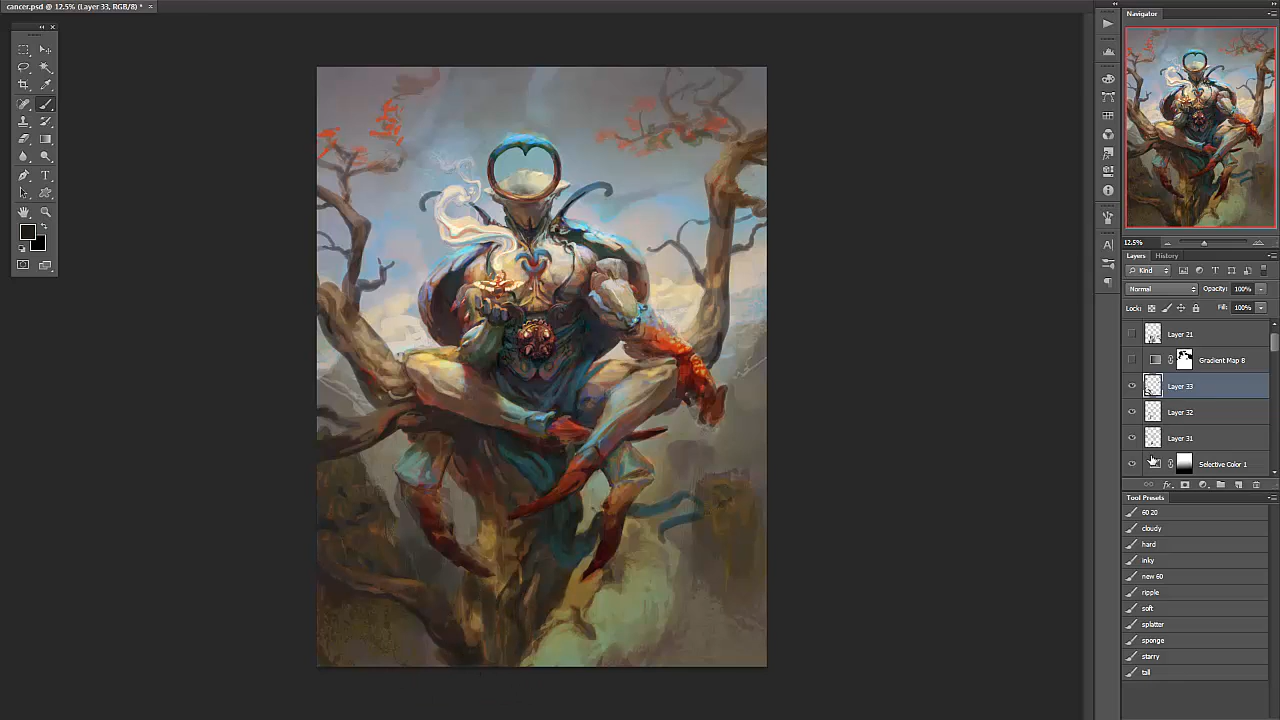 cancer.psd @ 12.5% (Layer 33, RGB/8) *
Navigator
12.5%
Layers History
Kind
Normal Opacity: 100%
Lock: Fill: 100%
Layer 21
Gradient Map 8
Layer 33
Layer 32
Layer 31
Selective Color 1
Tool Presets
60 20
cloudy
hard
inky
new 60
ripple
soft
splatter
sponge
starry
tall